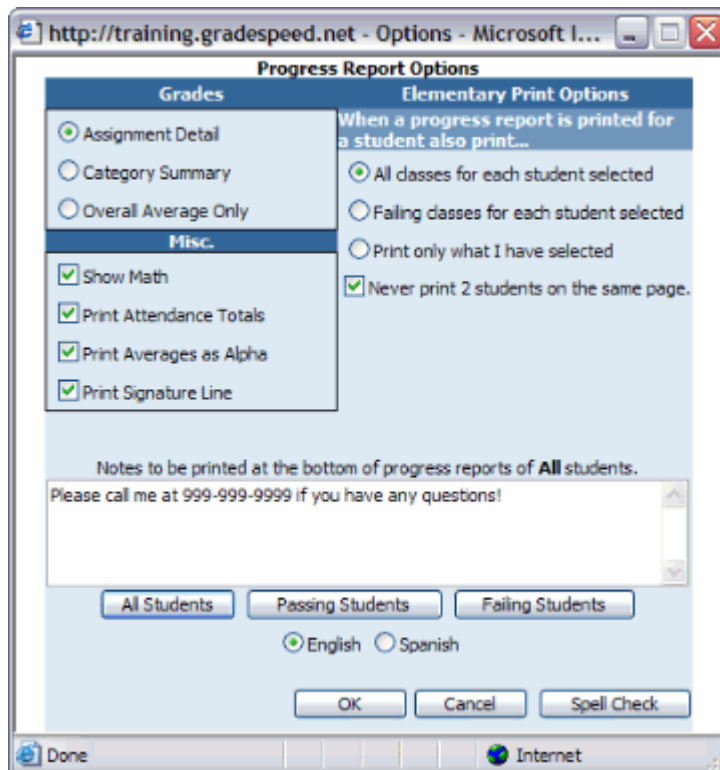 http://training.gradespeed.net - Options - Microsoft I...
Progress Report Options
Grades
Assignment Detail
Category Summary
Overall Average Only
Misc.
Show Math
Print Attendance Totals
Print Averages as Alpha
Print Signature Line
Elementary Print Options
When a progress report is printed for
a student also print...
All classes for each student selected
Failing classes for each student selected
Print only what I have selected
Never print 2 students on the same page.
Notes to be printed at the bottom of progress reports of All students.
Please call me at 999-999-9999 if you have any questions!
All Students Passing Students Failing Students
English Spanish
OK Cancel Spell Check
Done Internet